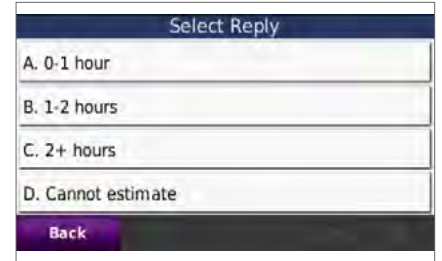 Select Reply
A. 0-1 hour
B. 1-2 hours
C. 2+ hours
D. Cannot estimate
Back